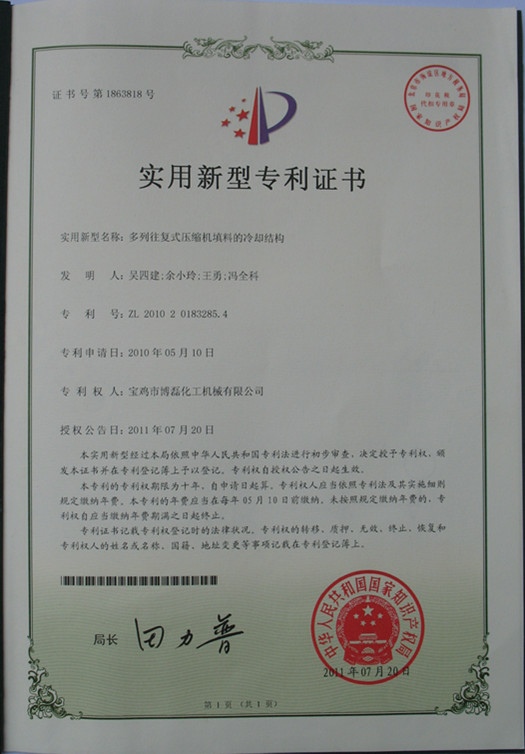 证书号第1863818号
实用新型专利证书
实用新型名称：多列往复式压缩机填料的冷却结构
发 明 人：吴四建;余小玲;王勇;冯全科
专 利 号：ZL 2010 2 0183285.4
专利申请日：2010年05月10日
专 利 权 人：宝鸡市博磊化工机械有限公司
授权公告日：2011年07月20日
本实用新型经过本局依照中华人民共和国专利法进行初步审查，决定授予专利权，颁
发本证书并在专利登记簿上予以登记。专利权自授权公告之日起生效。
本专利的专利权期限为十年，自申请日起算。专利权人应当依照专利法及其实施细则
规定缴纳年费。本专利的年费应当在每年05月10日前缴纳。未按照规定缴纳年费的，专
利权自应当缴纳年费期满之日起终止。
专利证书记载专利权登记时的法律状况。专利权的转移、质押、无效、终止、恢复和
专利权人的姓名或名称、国籍、地址变更等事项记载在专利登记簿上。
局长 田力普
中华人民共和国国家知识产权局
2011年07月20日
第1页（共1页）